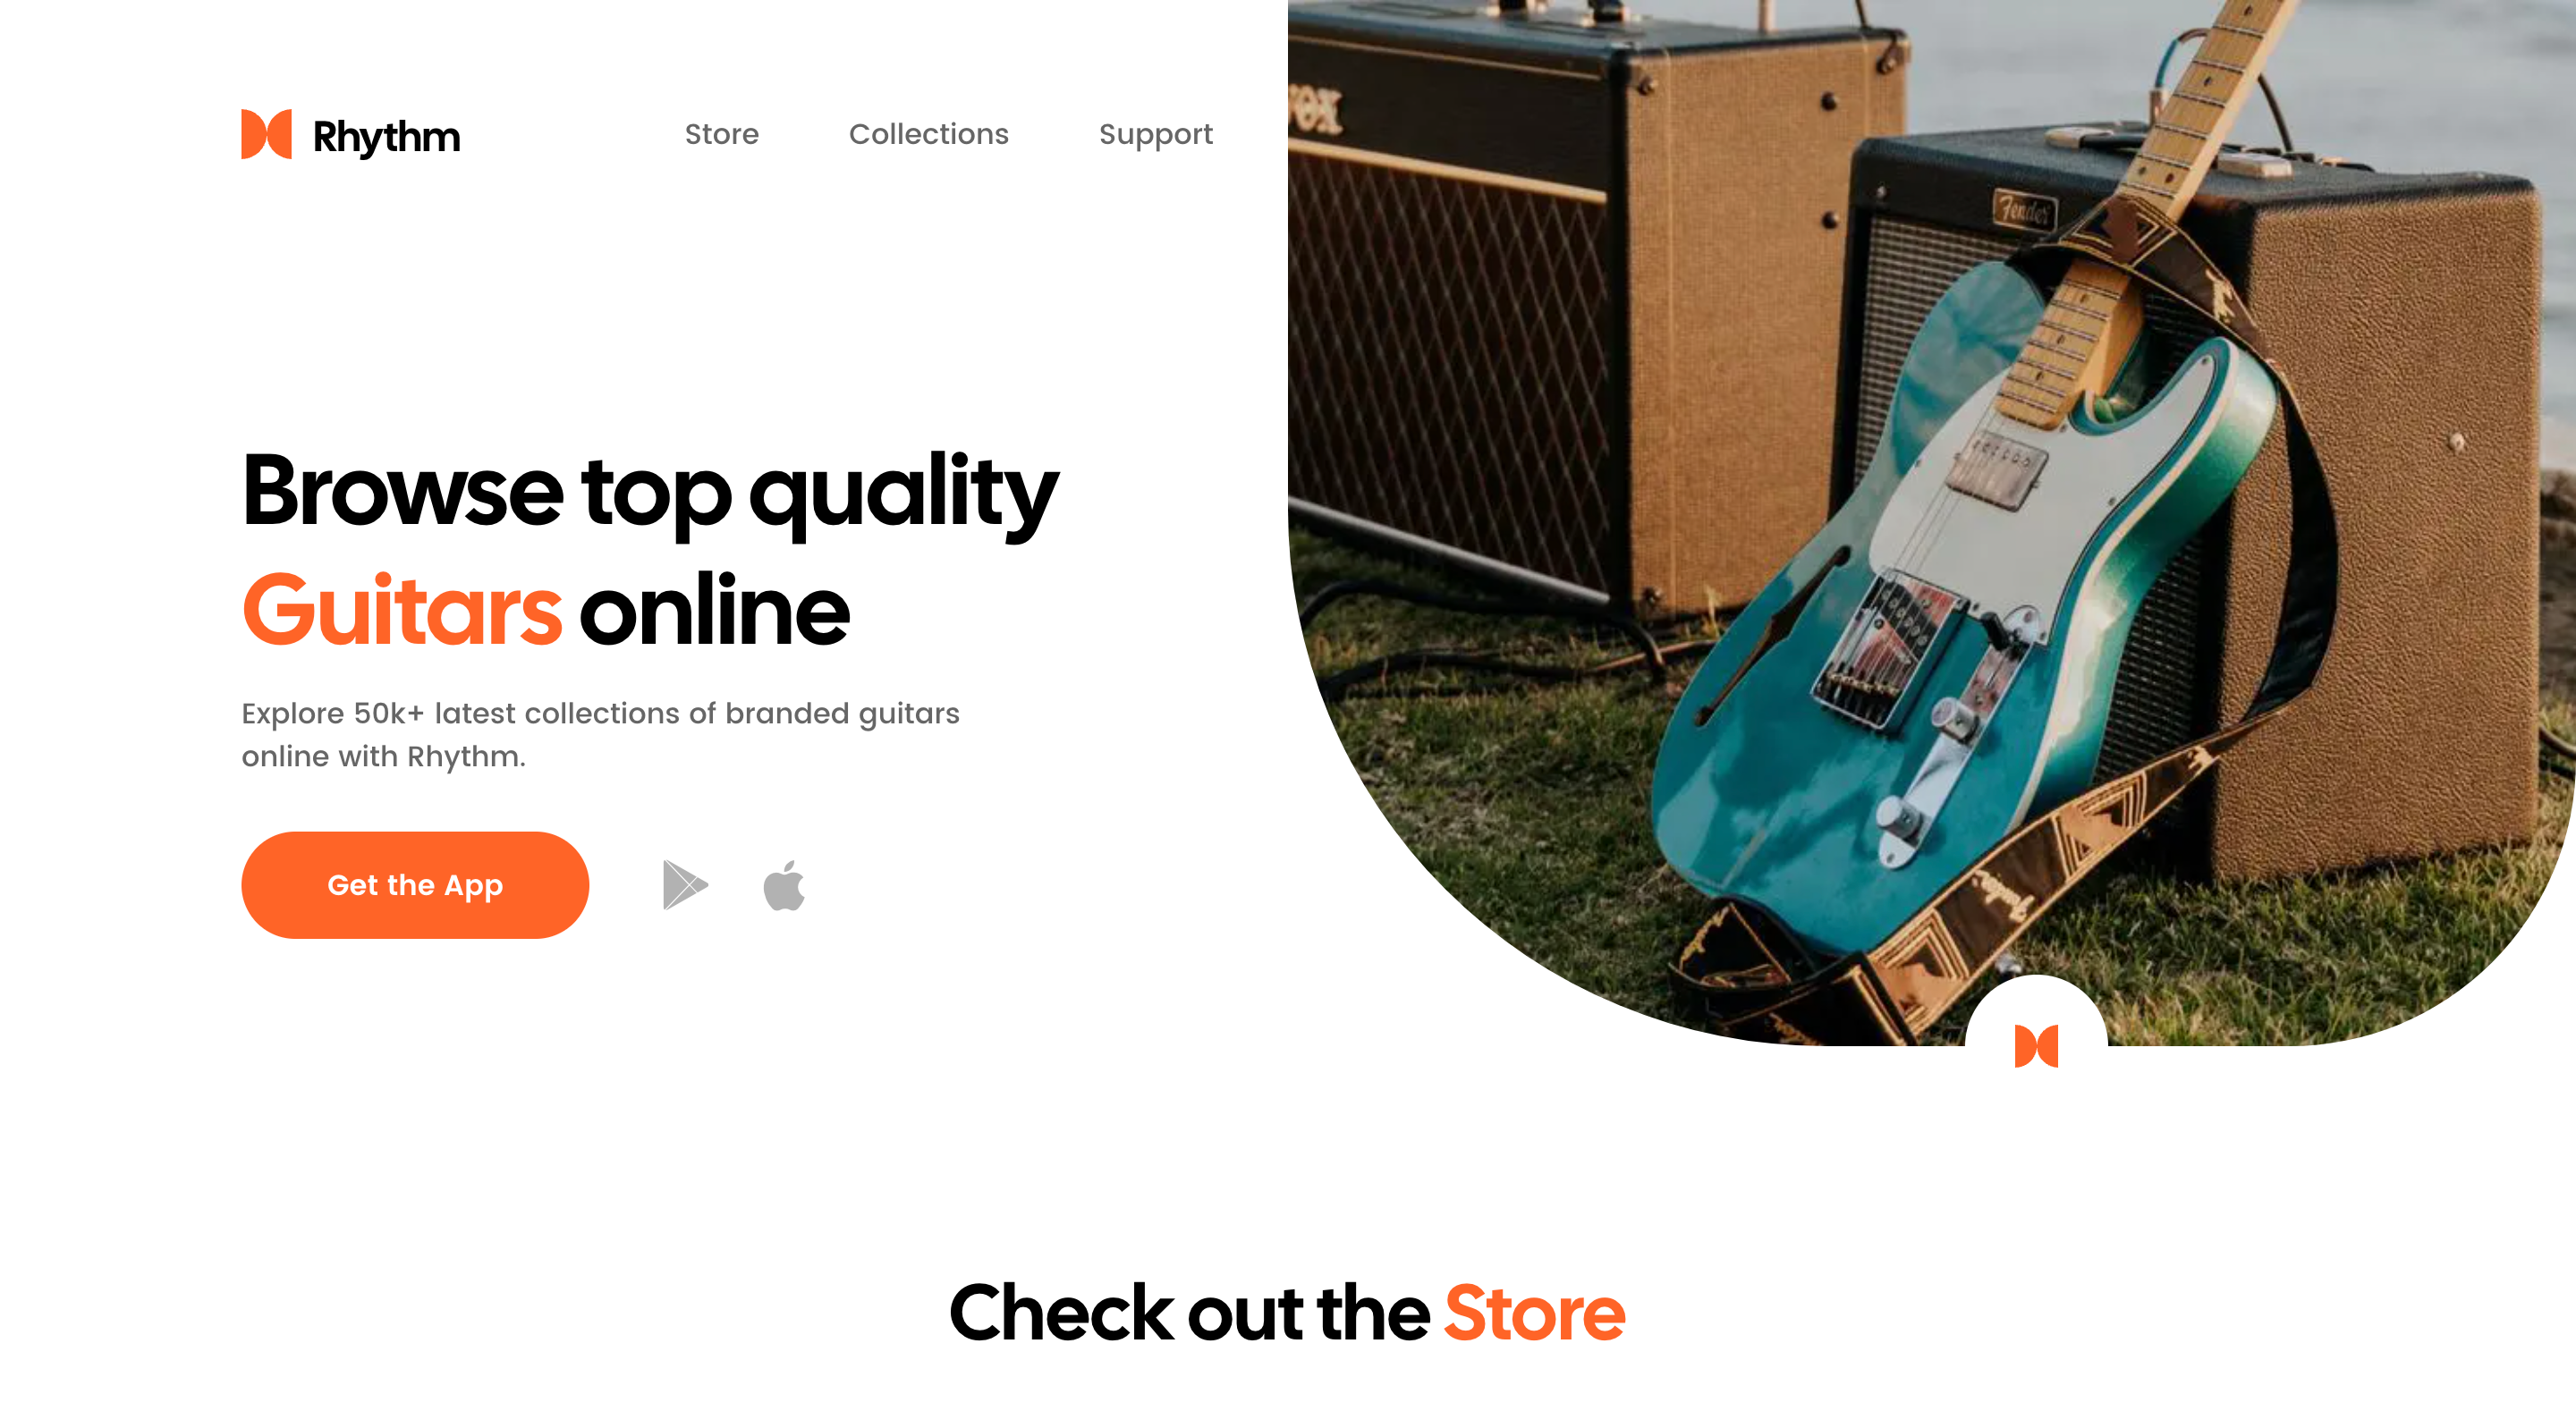 Rhythm
Store
Collections
Support
Browse top quality
Guitars online
Explore 50k+ latest collections of branded guitars
online with Rhythm.
Get the App
VOX
Fender
Check out the Store